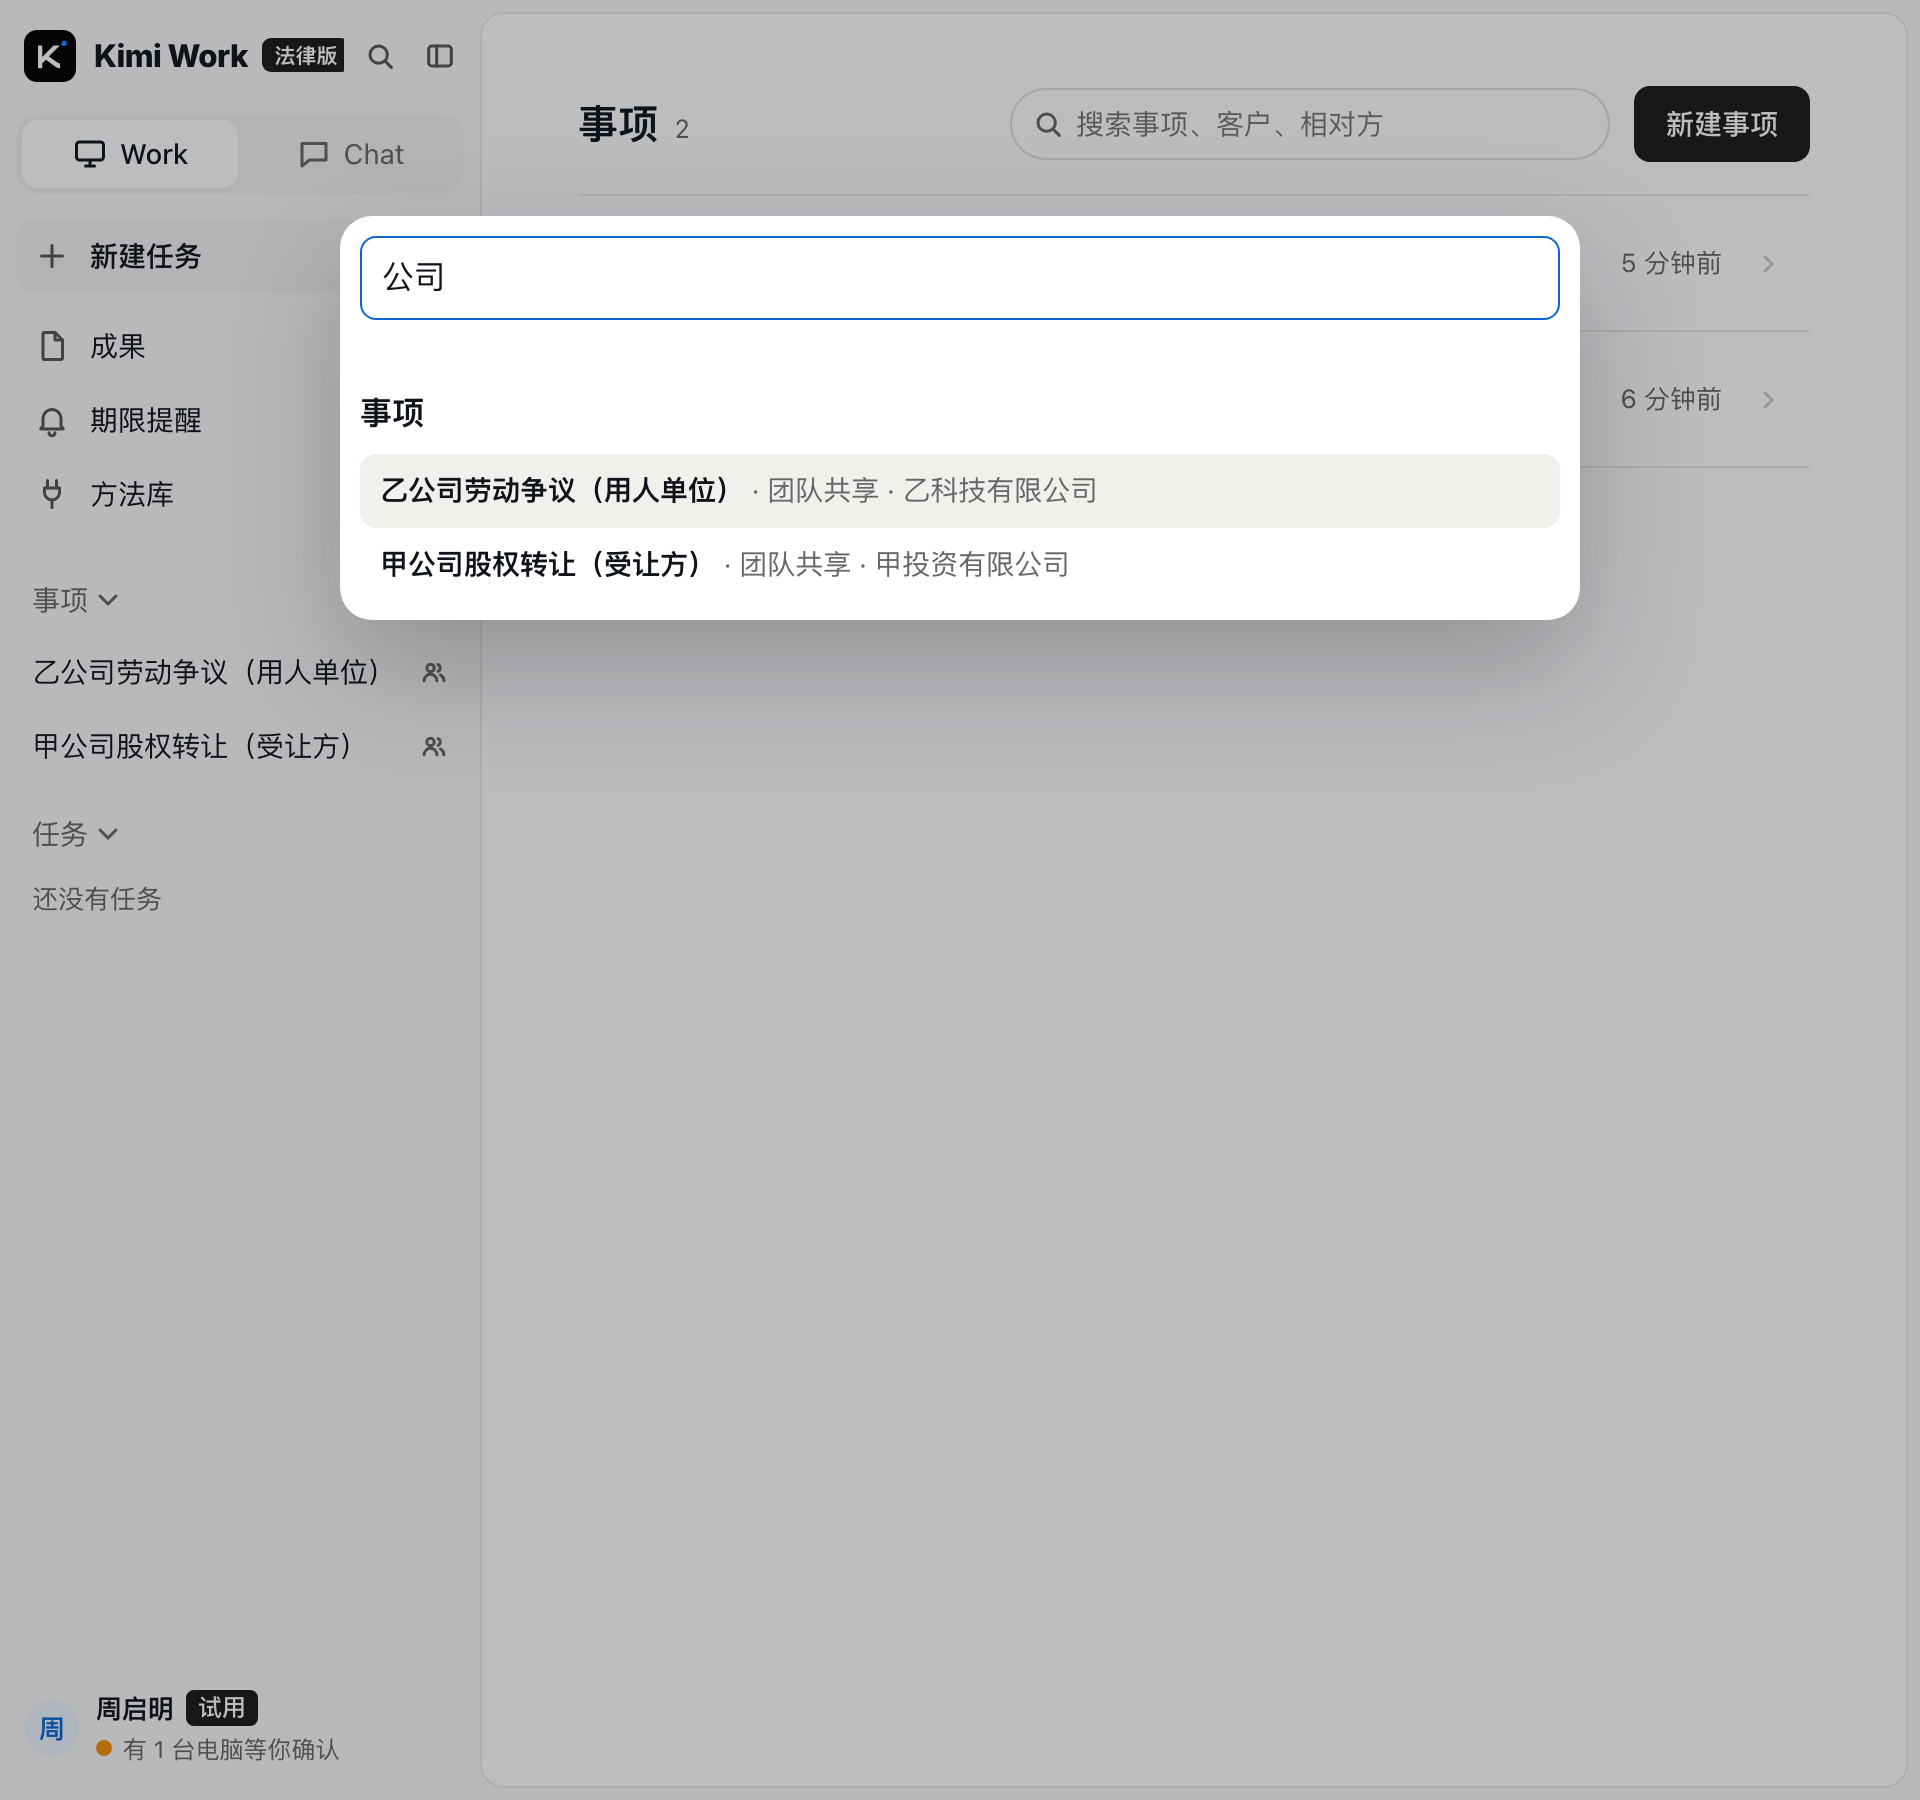 Kimi Work 法律版
Work Chat
新建任务
成果
期限提醒
方法库
事项
乙公司劳动争议（用人单位）
甲公司股权转让（受让方）
任务
还没有任务
周 周启明 试用
有 1 台电脑等你确认
事项 2 搜索事项、客户、相对方 新建事项
5 分钟前
6 分钟前
公司
事项
乙公司劳动争议（用人单位） · 团队共享 · 乙科技有限公司
甲公司股权转让（受让方） · 团队共享 · 甲投资有限公司